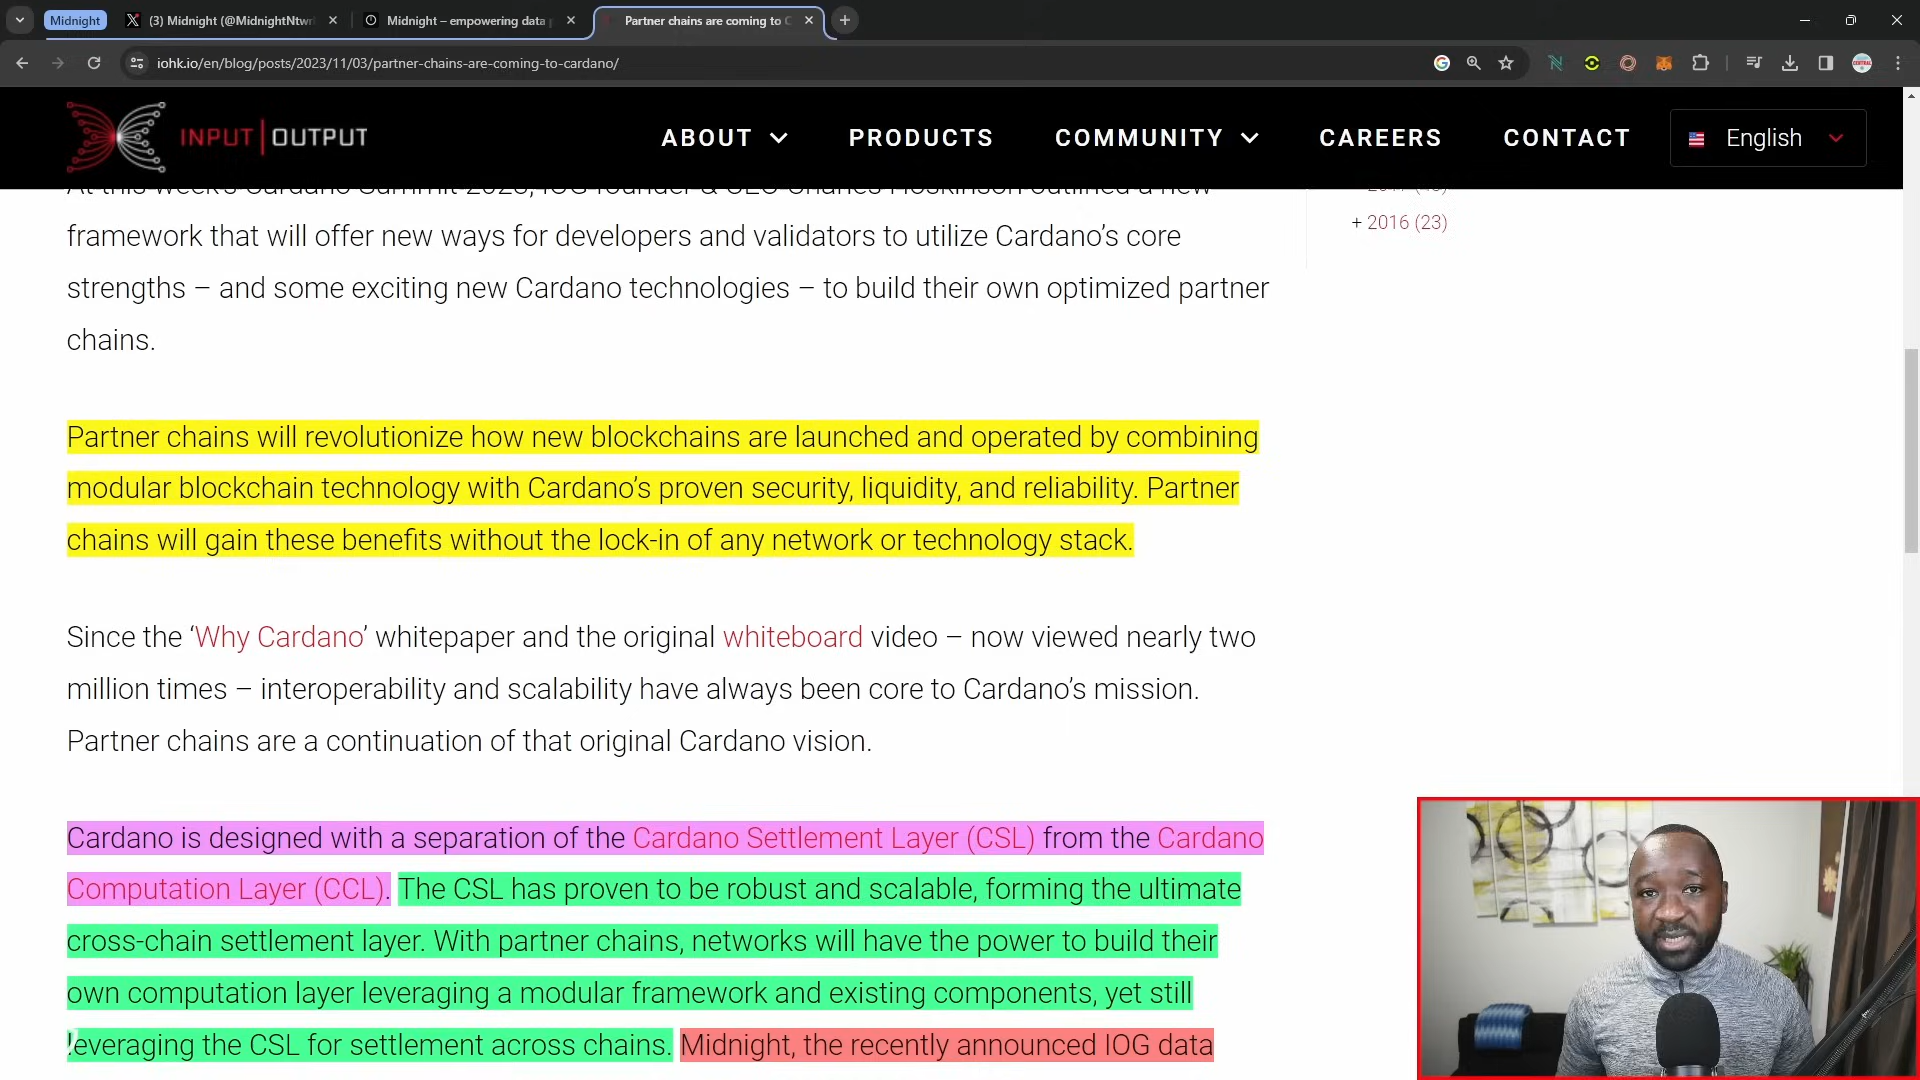 Midnight
(3) Midnight (@MidnightNtwr
Midnight – empowering data
Partner chains are coming to C
iohk.io/en/blog/posts/2023/11/03/partner-chains-are-coming-to-cardano/
INPUT | OUTPUT
ABOUT
PRODUCTS
COMMUNITY
CAREERS
CONTACT
English
+ 2016 (23)
framework that will offer new ways for developers and validators to utilize Cardano’s core
strengths – and some exciting new Cardano technologies – to build their own optimized partner
chains.
Partner chains will revolutionize how new blockchains are launched and operated by combining
modular blockchain technology with Cardano’s proven security, liquidity, and reliability. Partner
chains will gain these benefits without the lock-in of any network or technology stack.
Since the ‘Why Cardano’ whitepaper and the original whiteboard video – now viewed nearly two
million times – interoperability and scalability have always been core to Cardano’s mission.
Partner chains are a continuation of that original Cardano vision.
Cardano is designed with a separation of the Cardano Settlement Layer (CSL) from the Cardano
Computation Layer (CCL). The CSL has proven to be robust and scalable, forming the ultimate
cross-chain settlement layer. With partner chains, networks will have the power to build their
own computation layer leveraging a modular framework and existing components, yet still
leveraging the CSL for settlement across chains. Midnight, the recently announced IOG data